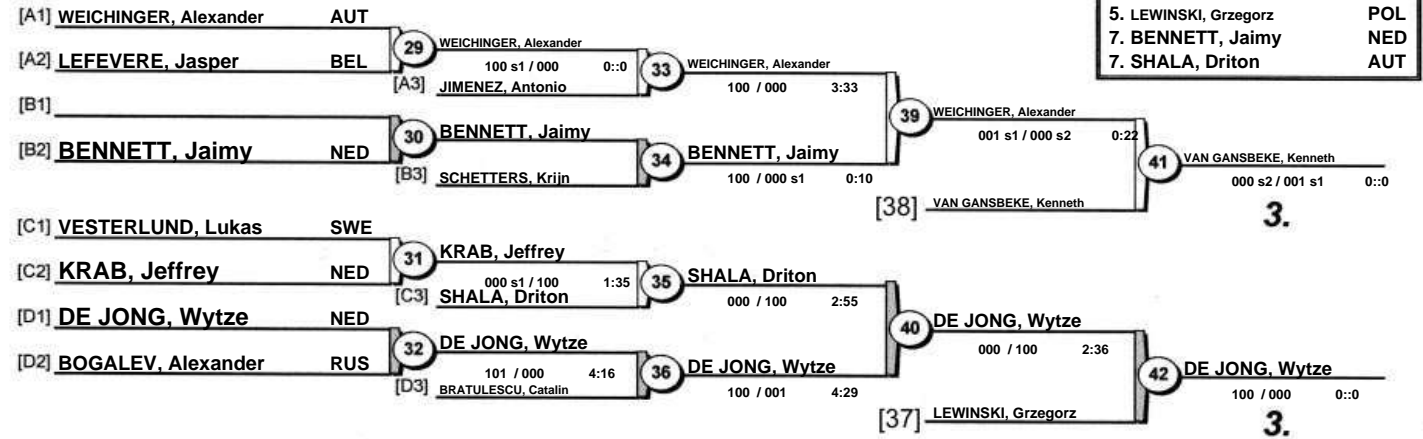 [A1] WEICHINGER, Alexander AUT
[A2] LEFEVERE, Jasper BEL
[B1]
[B2] BENNETT, Jaimy NED
[C1] VESTERLUND, Lukas SWE
[C2] KRAB, Jeffrey NED
[D1] DE JONG, Wytze NED
[D2] BOGALEV, Alexander RUS
29
WEICHINGER, Alexander
100 s1 / 000 0::0
[A3] JIMENEZ, Antonio
30
BENNETT, Jaimy
[B3] SCHETTERS, Krijn
31
KRAB, Jeffrey
000 s1 / 100 1:35
[C3] SHALA, Driton
32
DE JONG, Wytze
101 / 000 4:16
[D3] BRATULESCU, Catalin
33
WEICHINGER, Alexander
100 / 000 3:33
34
BENNETT, Jaimy
100 / 000 s1 0:10
35
SHALA, Driton
000 / 100 2:55
36
DE JONG, Wytze
100 / 001 4:29
39
WEICHINGER, Alexander
001 s1 / 000 s2 0:22
[38] VAN GANSBEKE, Kenneth
40
DE JONG, Wytze
000 / 100 2:36
[37] LEWINSKI, Grzegorz
41
VAN GANSBEKE, Kenneth
000 s2 / 001 s1 0::0
3.
42
DE JONG, Wytze
100 / 000 0::0
3.
5. LEWINSKI, Grzegorz POL
7. BENNETT, Jaimy NED
7. SHALA, Driton AUT